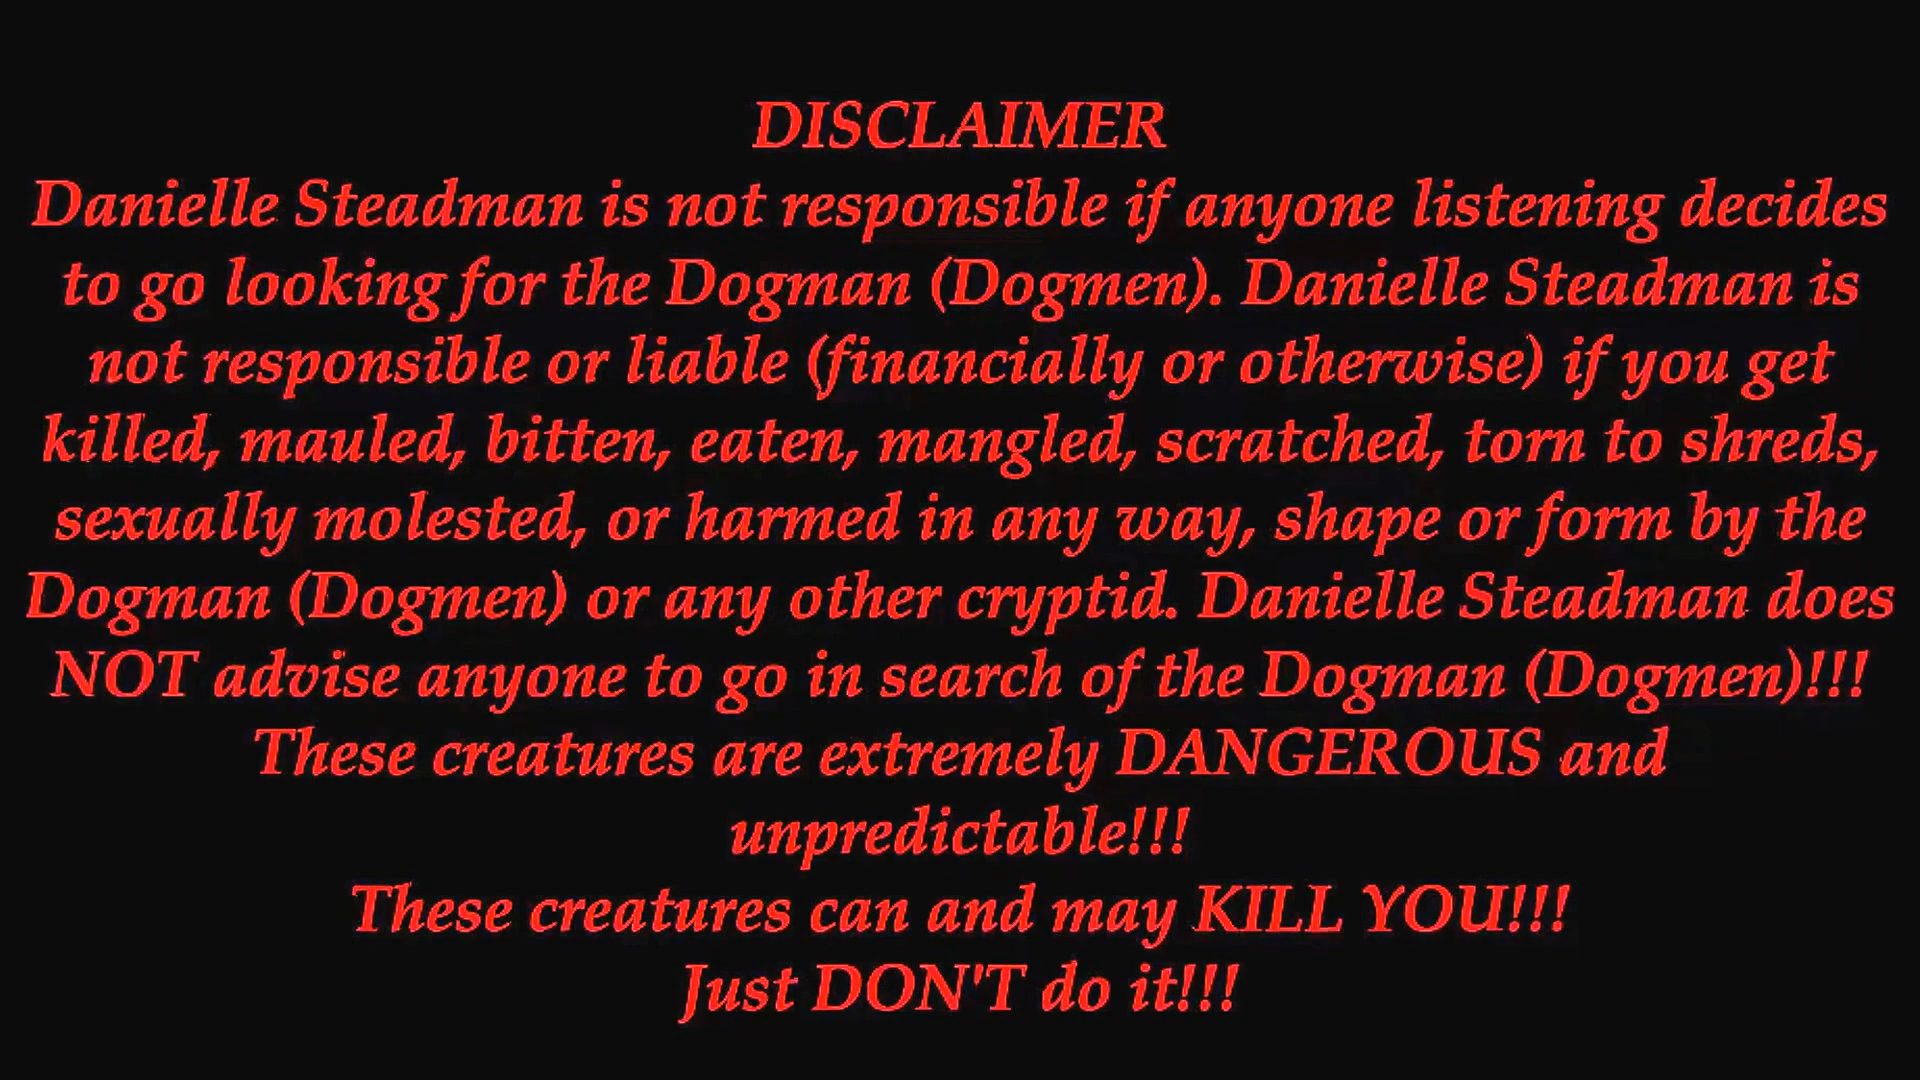 DISCLAIMER
Danielle Steadman is not responsible if anyone listening decides
to go looking for the Dogman (Dogmen). Danielle Steadman is
not responsible or liable (financially or otherwise) if you get
killed, mauled, bitten, eaten, mangled, scratched, torn to shreds,
sexually molested, or harmed in any way, shape or form by the
Dogman (Dogmen) or any other cryptid. Danielle Steadman does
NOT advise anyone to go in search of the Dogman (Dogmen)!!!
These creatures are extremely DANGEROUS and
unpredictable!!!
These creatures can and may KILL YOU!!!
Just DON'T do it!!!